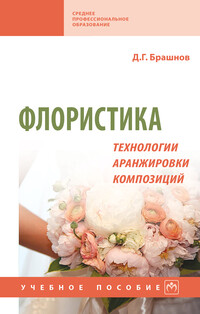 СРЕДНЕЕ
ПРОФЕССИОНАЛЬНОЕ
ОБРАЗОВАНИЕ
Д.Г. Брашнов
ФЛОРИСТИКА
ТЕХНОЛОГИИ
АРАНЖИРОВКИ
КОМПОЗИЦИЙ
УЧЕБНОЕ ПОСОБИЕ